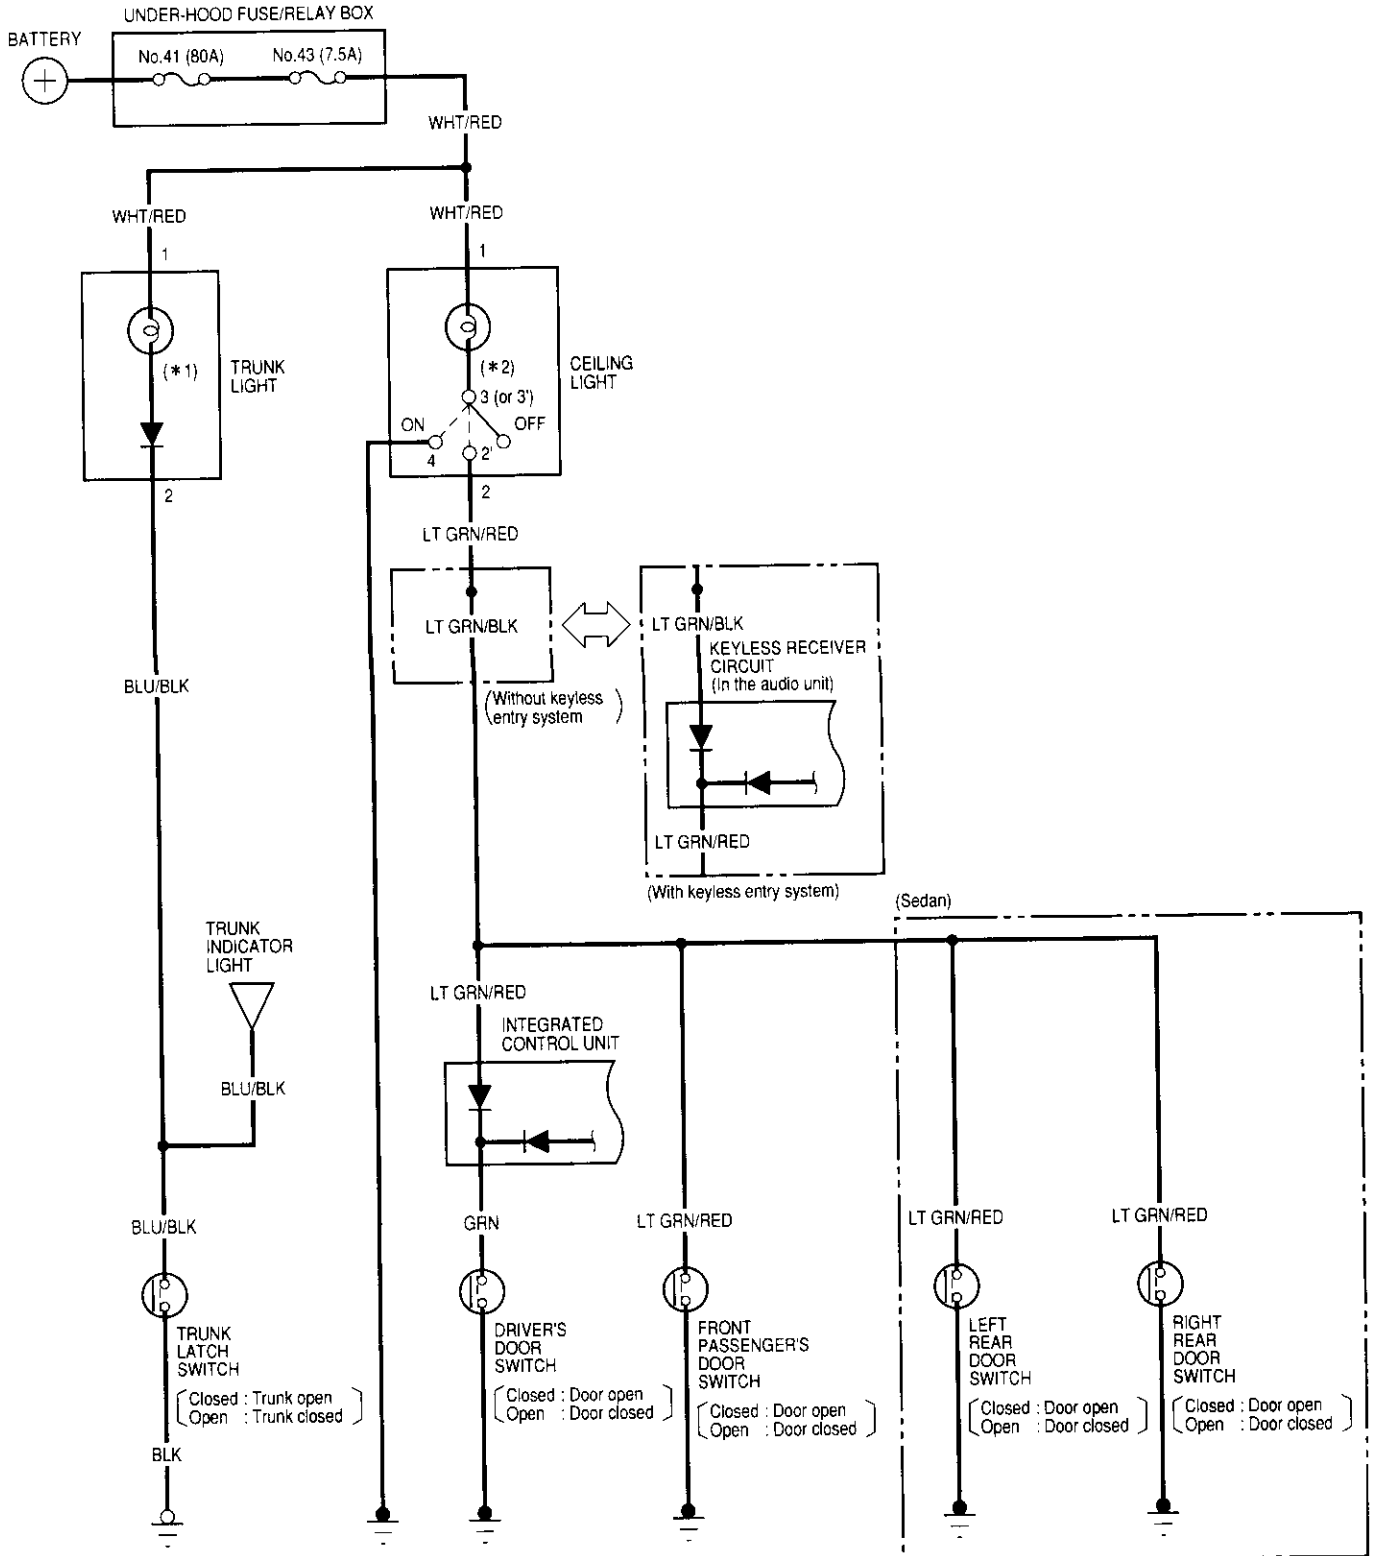 UNDER-HOOD FUSE/RELAY BOX
BATTERY
No.41 (80A)
No.43 (7.5A)
WHT/RED
WHT/RED
WHT/RED
1
1
(*1)
TRUNK
LIGHT
(*2)
CEILING
LIGHT
3 (or 3')
ON
OFF
4
2'
2
2
LT GRN/RED
LT GRN/BLK
LT GRN/BLK
KEYLESS RECEIVER
CIRCUIT
(In the audio unit)
BLU/BLK
(Without keyless
entry system)
LT GRN/RED
(With keyless entry system)
(Sedan)
TRUNK
INDICATOR
LIGHT
LT GRN/RED
INTEGRATED
CONTROL UNIT
BLU/BLK
BLU/BLK
GRN
LT GRN/RED
LT GRN/RED
LT GRN/RED
TRUNK
LATCH
SWITCH
[Closed : Trunk open
Open : Trunk closed]
DRIVER'S
DOOR
SWITCH
[Closed : Door open
Open : Door closed]
FRONT
PASSENGER'S
DOOR
SWITCH
[Closed : Door open
Open : Door closed]
LEFT
REAR
DOOR
SWITCH
[Closed : Door open
Open : Door closed]
RIGHT
REAR
DOOR
SWITCH
[Closed : Door open
Open : Door closed]
BLK